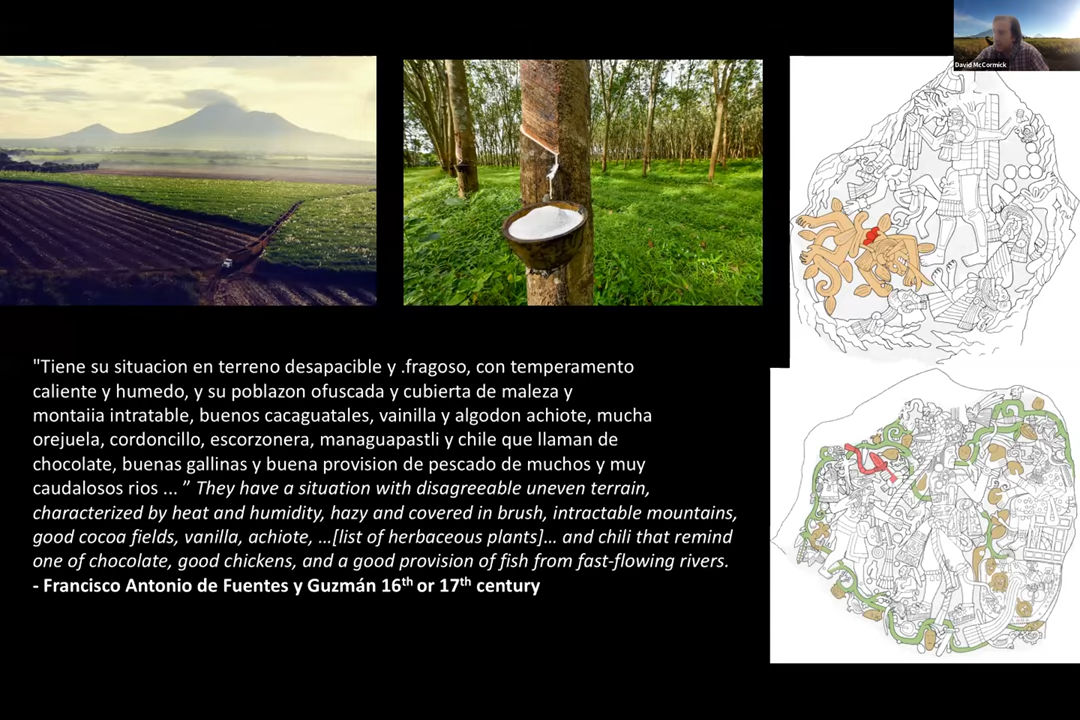 David McCormick
"Tiene su situacion en terreno desapacible y .fragoso, con temperamento
caliente y humedo, y su poblazon ofuscada y cubierta de maleza y
montaiia intratable, buenos cacaguatales, vainilla y algodon achiote, mucha
orejuela, cordoncillo, escorzonera, managuapastli y chile que llaman de
chocolate, buenas gallinas y buena provision de pescado de muchos y muy
caudalosos rios ... ” They have a situation with disagreeable uneven terrain,
characterized by heat and humidity, hazy and covered in brush, intractable mountains,
good cocoa fields, vanilla, achiote, …[list of herbaceous plants]… and chili that remind
one of chocolate, good chickens, and a good provision of fish from fast-flowing rivers.
- Francisco Antonio de Fuentes y Guzmán 16th or 17th century